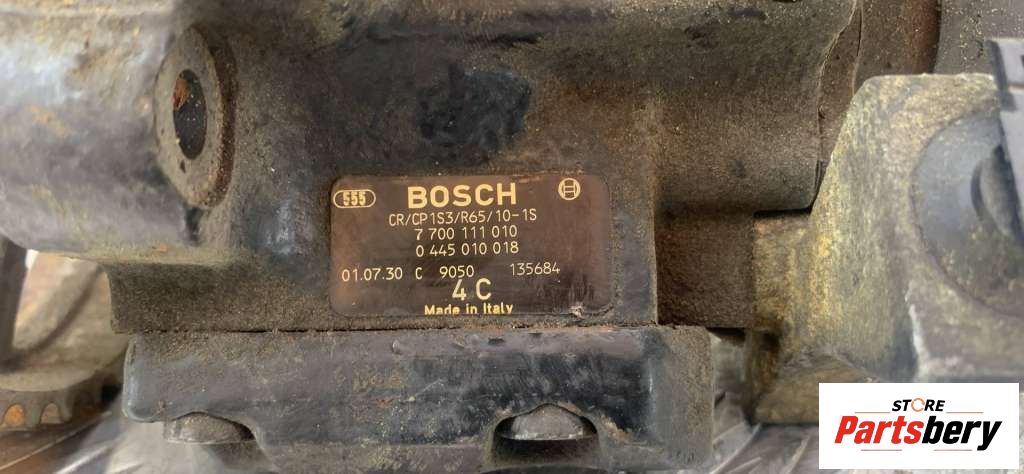 555 BOSCH
CR/CP1S3/R65/10-1S
7 700 111 010
0 445 010 018
01.07.30 C 9050 135684
4 C
Made in Italy
STORE
Partsbery